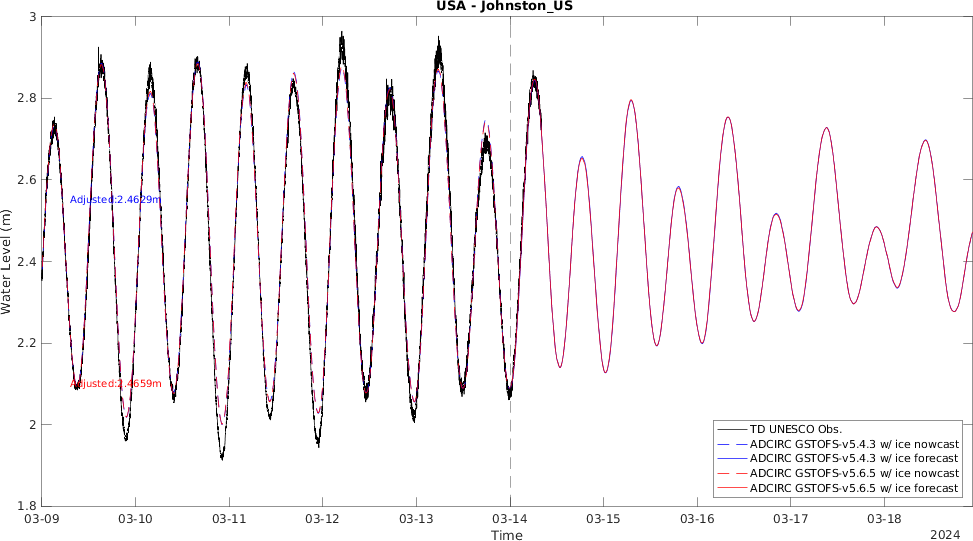 USA - Johnston_US
3
2.8
2.6
2.4
2.2
2
1.8
Water Level (m)
Adjusted:2.4629m
Adjusted:2.4659m
TD UNESCO Obs.
ADCIRC GSTOFS-v5.4.3 w/ ice nowcast
ADCIRC GSTOFS-v5.4.3 w/ ice forecast
ADCIRC GSTOFS-v5.6.5 w/ ice nowcast
ADCIRC GSTOFS-v5.6.5 w/ ice forecast
03-09 03-10 03-11 03-12 03-13 03-14 03-15 03-16 03-17 03-18
Time
2024